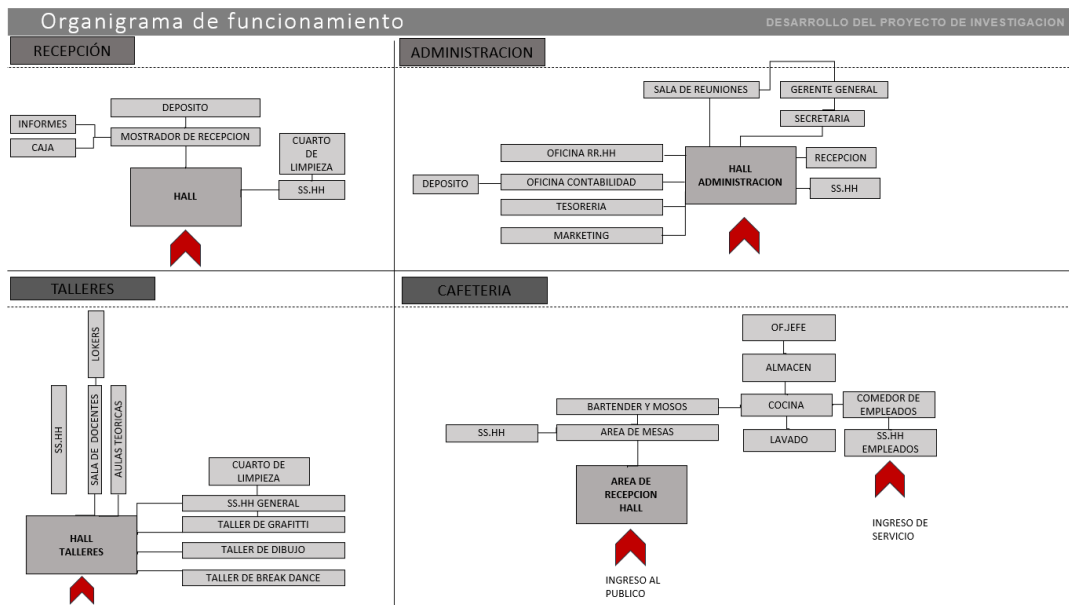 Organigrama de funcionamiento
DESARROLLO DEL PROYECTO DE INVESTIGACION
RECEPCIÓN
DEPOSITO
INFORMES
CAJA
MOSTRADOR DE RECEPCION
CUARTO
DE
LIMPIEZA
SS.HH
HALL
ADMINISTRACION
SALA DE REUNIONES
GERENTE GENERAL
SECRETARIA
OFICINA RR.HH
DEPOSITO
OFICINA CONTABILIDAD
TESORERIA
MARKETING
HALL
ADMINISTRACION
RECEPCION
SS.HH
TALLERES
LOKERS
SS.HH
SALA DE DOCENTES
AULAS TEORICAS
CUARTO DE
LIMPIEZA
SS.HH GENERAL
TALLER DE GRAFITTI
TALLER DE DIBUJO
TALLER DE BREAK DANCE
HALL
TALLERES
CAFETERIA
OF.JEFE
ALMACEN
BARTENDER Y MOSOS
COCINA
COMEDOR DE
EMPLEADOS
SS.HH
AREA DE MESAS
LAVADO
SS.HH
EMPLEADOS
AREA DE
RECEPCION
HALL
INGRESO DE
SERVICIO
INGRESO AL
PUBLICO